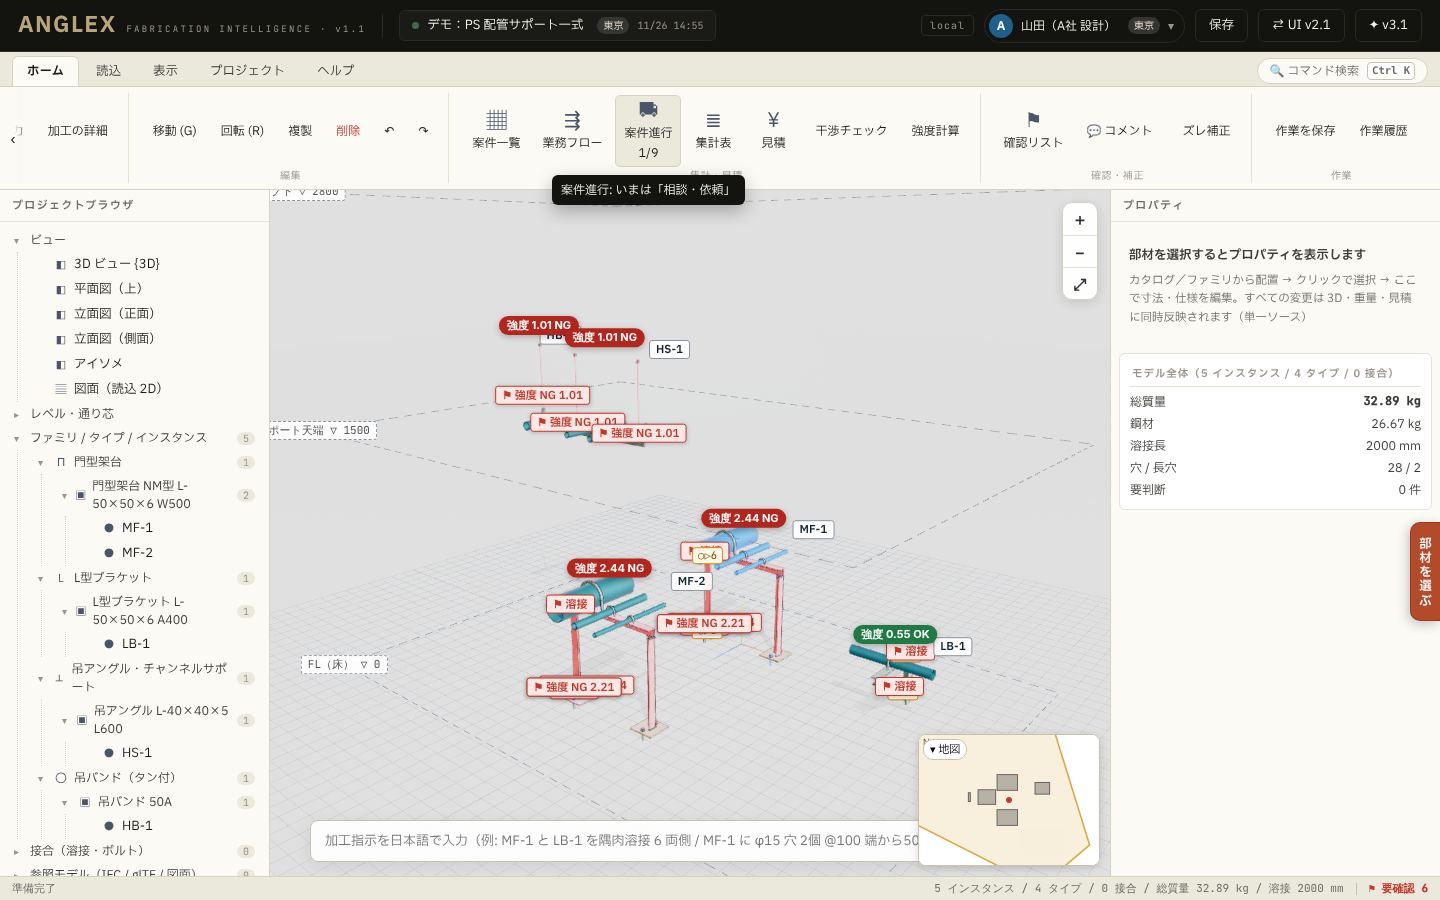 ANGLEX FABRICATION INTELLIGENCE · v1.1
デモ：PS 配管サポート一式 東京 11/26 14:55
local
A 山田（A社 設計） 東京 ▾
保存
⇄ UI v2.1
✦ v3.1
ホーム 読込 表示 プロジェクト ヘルプ
コマンド検索 Ctrl K
加工の詳細
移動 (G) 回転 (R) 複製 削除 ↶ ↷
編集
案件一覧
業務フロー
案件進行
1/9
集計表
¥
見積
干渉チェック
強度計算
確認リスト
コメント
ズレ補正
確認・補正
作業を保存
作業履歴
作業
案件進行: いまは「相談・依頼」
プロジェクトブラウザ
ビュー
3D ビュー {3D}
平面図（上）
立面図（正面）
立面図（側面）
アイソメ
図面（読込 2D）
レベル・通り芯
ファミリ / タイプ / インスタンス 5
門型架台 1
門型架台 NM型 L-
50×50×6 W500 2
MF-1
MF-2
L型ブラケット 1
L型ブラケット L-
50×50×6 A400 1
LB-1
吊アングル・チャンネルサポ
ート 1
吊アングル L-40×40×5
L600 1
HS-1
吊バンド（タン付） 1
吊バンド 50A 1
HB-1
接合（溶接・ボルト） 0
参照モデル（IFC / glTF / 図面） 0
▽ 2800
強度 1.01 NG
強度 1.01 NG
HS-1
強度 NG 1.01
強度 NG 1.01
強度 NG 1.01
ポート天端 ▽ 1500
強度 2.44 NG
MF-1
6
強度 2.44 NG
MF-2
溶接
強度 NG 2.21
強度 0.55 OK
溶接
LB-1
溶接
FL（床） ▽ 0
強度 NG 2.21
+
−
▾ 地図
加工指示を日本語で入力（例: MF-1 と LB-1 を隅肉溶接 6 両側 / MF-1 に φ15 穴 2個 @100 端から50
プロパティ
部材を選択するとプロパティを表示します
カタログ／ファミリから配置 → クリックで選択 → ここ
で寸法・仕様を編集。すべての変更は 3D・重量・見積
に同時反映されます（単一ソース）
モデル全体（5 インスタンス / 4 タイプ / 0 接合）
総質量 32.89 kg
鋼材 26.67 kg
溶接長 2000 mm
穴 / 長穴 28 / 2
要判断 0 件
部材を選ぶ
準備完了
5 インスタンス / 4 タイプ / 0 接合 / 総質量 32.89 kg / 溶接 2000 mm
要確認 6